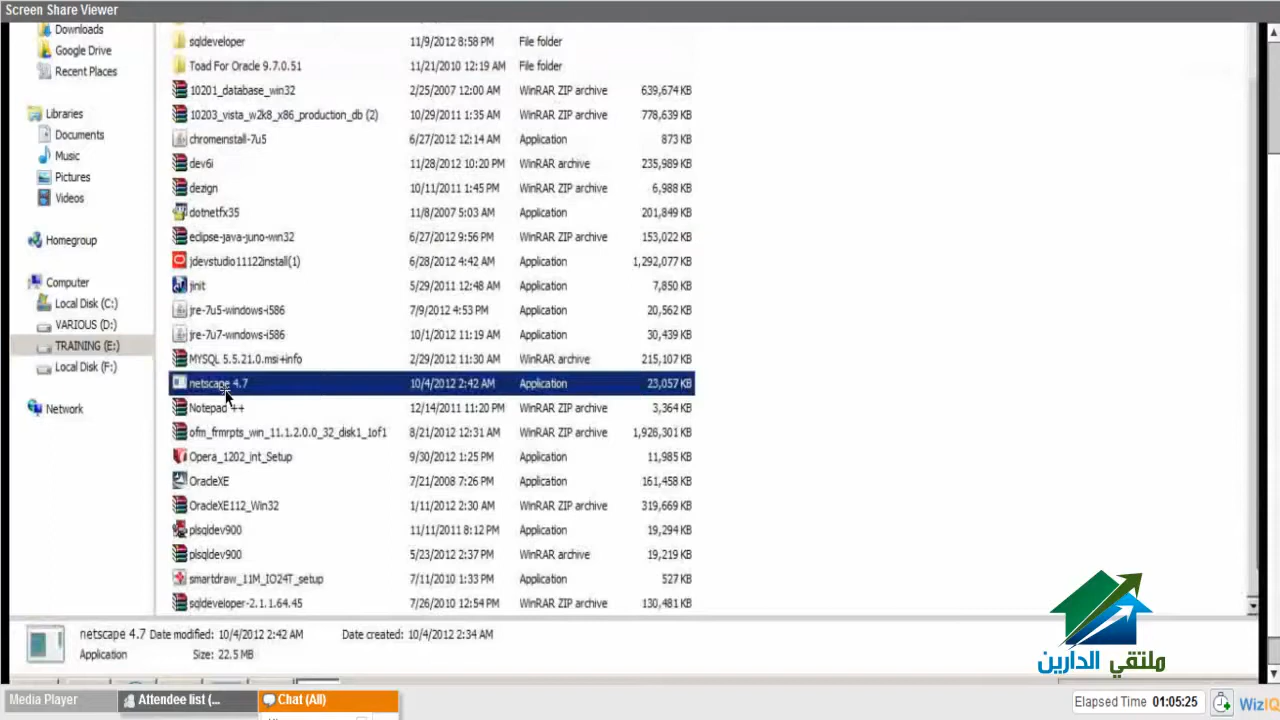 Screen Share Viewer
Downloads
Google Drive
Recent Places
Libraries
Documents
Music
Pictures
Videos
Homegroup
Computer
Local Disk (C:)
VARIOUS (D:)
TRAINING (E:)
Local Disk (F:)
Network
sqldeveloper 11/9/2012 8:58 PM File folder
Toad For Oracle 9.7.0.51 11/21/2010 12:19 AM File folder
10201_database_win32 2/25/2007 12:00 AM WinRAR ZIP archive 639,674 KB
10203_vista_w2k8_x86_production_db (2) 10/29/2011 1:35 AM WinRAR ZIP archive 778,639 KB
chromeinstall-7u5 6/27/2012 12:14 AM Application 873 KB
dev6i 11/28/2012 10:20 PM WinRAR archive 235,989 KB
dezign 10/11/2011 1:45 PM WinRAR ZIP archive 6,988 KB
dotnetfx35 11/8/2007 5:03 AM Application 201,849 KB
eclipse-java-juno-win32 6/27/2012 9:56 PM WinRAR ZIP archive 153,022 KB
jdevstudio11122install(1) 6/28/2012 4:42 AM Application 1,292,077 KB
jinit 5/29/2011 12:48 AM Application 7,850 KB
jre-7u5-windows-i586 7/9/2012 4:53 PM Application 20,562 KB
jre-7u7-windows-i586 10/1/2012 11:19 AM Application 30,439 KB
MYSQL 5.5.21.0.msi+info 2/29/2012 11:30 AM WinRAR archive 215,107 KB
netscape 4.7 10/4/2012 2:42 AM Application 23,057 KB
Notepad ++ 12/14/2011 11:20 PM WinRAR ZIP archive 3,364 KB
ofm_frmrpts_win_11.1.2.0.0_32_disk1_1of1 8/21/2012 12:31 AM WinRAR ZIP archive 1,926,301 KB
Opera_1202_int_Setup 9/30/2012 1:25 PM Application 11,985 KB
OracleXE 7/21/2008 7:26 PM Application 161,458 KB
OracleXE112_Win32 1/11/2012 2:30 AM WinRAR ZIP archive 319,669 KB
plsqldev900 11/11/2011 8:12 PM Application 19,294 KB
plsqldev900 5/23/2012 2:37 PM WinRAR archive 19,219 KB
smartdraw_11M_IO24T_setup 7/11/2010 1:33 PM Application 527 KB
sqldeveloper-2.1.1.64.45 7/26/2010 12:54 PM WinRAR ZIP archive 130,481 KB
netscape 4.7 Date modified: 10/4/2012 2:42 AM Date created: 10/4/2012 2:34 AM
Application Size: 22.5 MB
ملتقي الدارين
Media Player Attendee list (... Chat (All) Elapsed Time 01:05:25 WizIQ